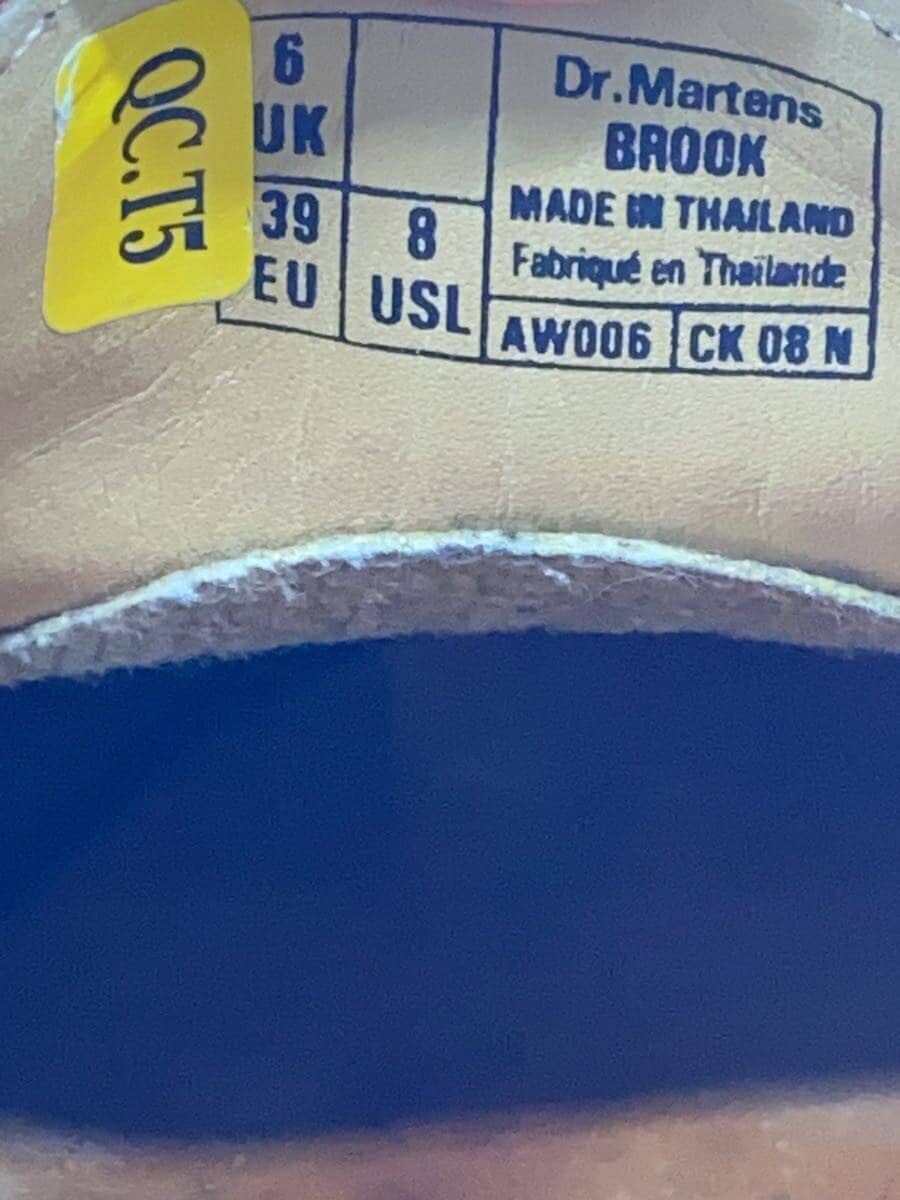 QC.T5
6
UK
39
EU
8
USL
Dr.Martens
BROOK
MADE IN THAILAND
Fabriqué en Thaïlande
AW006
CK 08 N